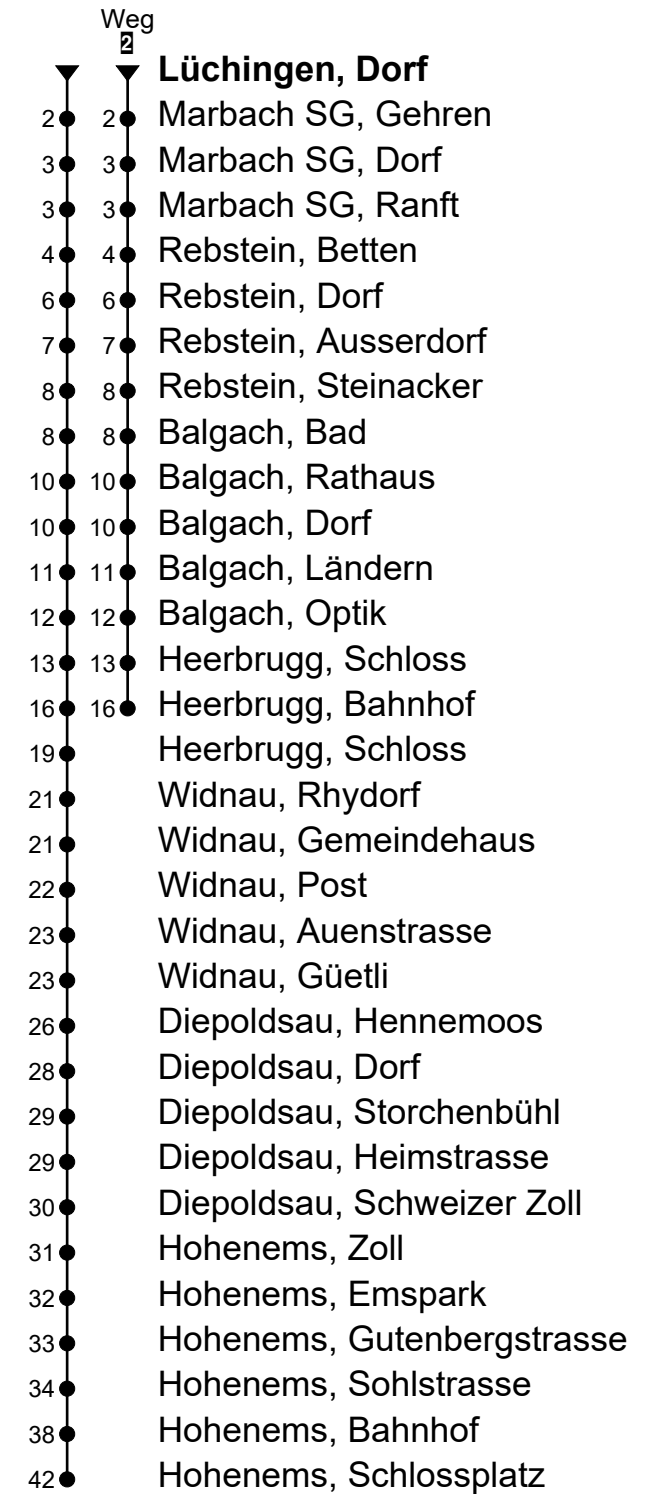 Weg
2
Lüchingen, Dorf
2 2 Marbach SG, Gehren
3 3 Marbach SG, Dorf
3 3 Marbach SG, Ranft
4 4 Rebstein, Betten
6 6 Rebstein, Dorf
7 7 Rebstein, Ausserdorf
8 8 Rebstein, Steinacker
8 8 Balgach, Bad
10 10 Balgach, Rathaus
10 10 Balgach, Dorf
11 11 Balgach, Ländern
12 12 Balgach, Optik
13 13 Heerbrugg, Schloss
16 16 Heerbrugg, Bahnhof
19 Heerbrugg, Schloss
21 Widnau, Rhydorf
21 Widnau, Gemeindehaus
22 Widnau, Post
23 Widnau, Auenstrasse
23 Widnau, Güetli
26 Diepoldsau, Hennemoos
28 Diepoldsau, Dorf
29 Diepoldsau, Storchenbühl
29 Diepoldsau, Heimstrasse
30 Diepoldsau, Schweizer Zoll
31 Hohenems, Zoll
32 Hohenems, Emspark
33 Hohenems, Gutenbergstrasse
34 Hohenems, Sohlstrasse
38 Hohenems, Bahnhof
42 Hohenems, Schlossplatz